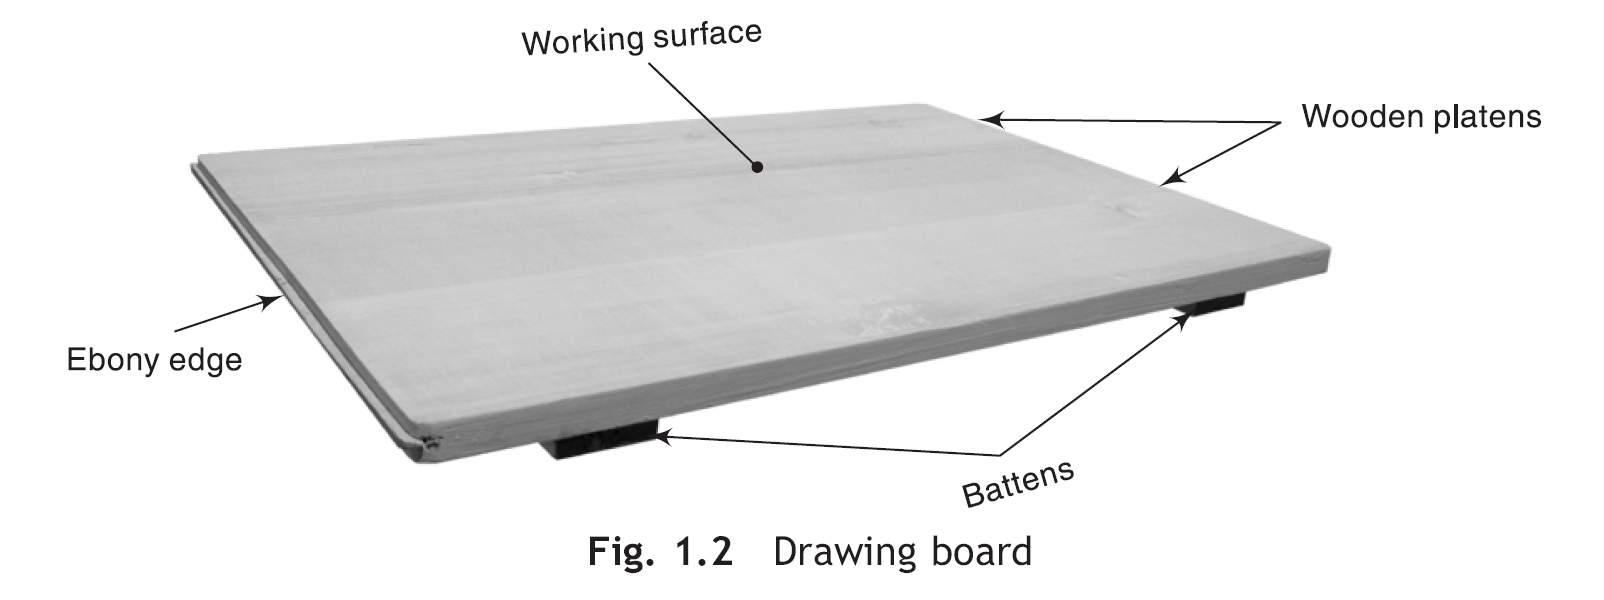 Working surface
Wooden platens
Ebony edge
Battens
Fig. 1.2 Drawing board